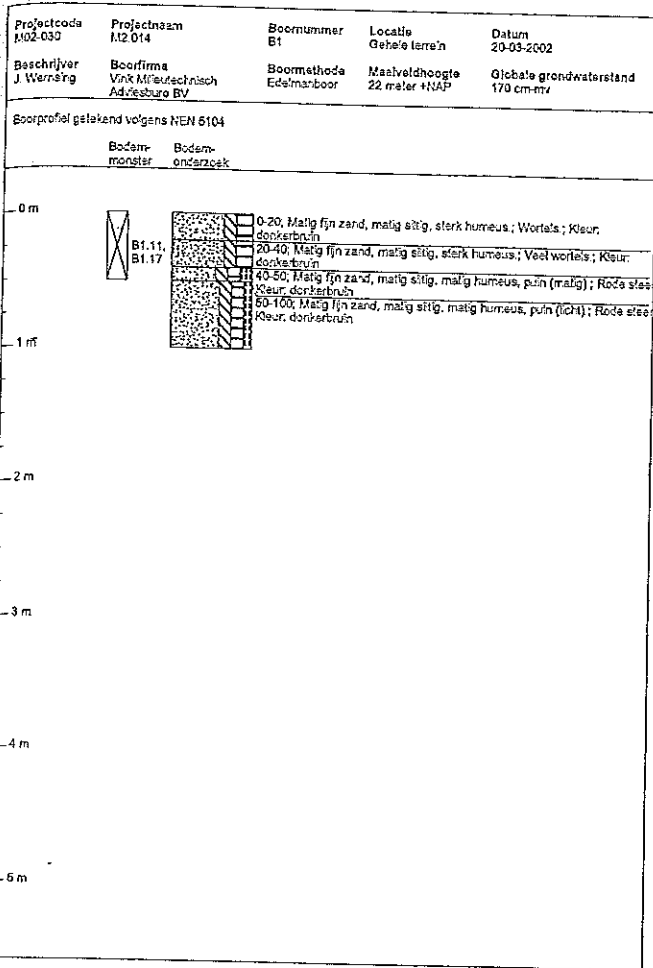 Projectcode Projectnaam Boornummer Locatie Datum
M02-030 M2.014 B1 Gehele terrein 20-03-2002
Beschrijver Boorfirma Boormethode Maaiveldhoogte Globale grondwaterstand
J. Wernsing Vink Milieutechnisch Adviesburo BV Edelmanboor 22 meter +NAP 170 cm-mv
Boorprofiel getekend volgens NEN 5104
Bodem- Bodem-
monster onderzoek
0 m
B1.11,
B1.17
0-20; Matig fijn zand, matig siltig, sterk humeus.; Wortels.; Kleur:
donkerbruin
20-40; Matig fijn zand, matig siltig, sterk humeus.; Veel wortels.; Kleur:
donkerbruin
40-50; Matig fijn zand, matig siltig, matig humeus, puin (matig); Rode stee
Kleur: donkerbruin
50-100; Matig fijn zand, matig siltig, matig humeus, puin (licht); Rode stee
Kleur: donkerbruin
1 m
2 m
3 m
4 m
5 m